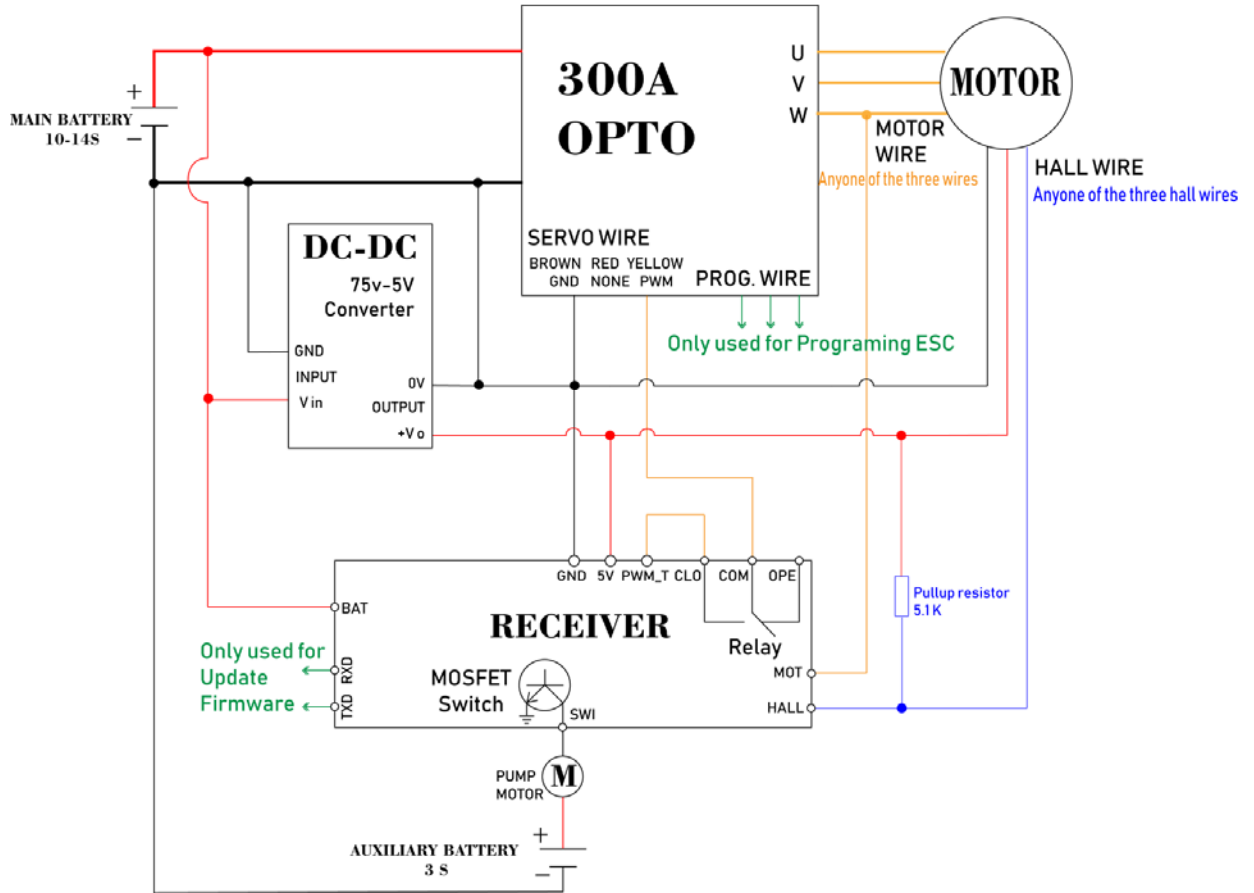 300A
OPTO
U
V
W
MOTOR
+
MAIN BATTERY
10-14S
−
MOTOR
WIRE
Anyone of the three wires
HALL WIRE
Anyone of the three hall wires
SERVO WIRE
BROWN RED YELLOW
GND NONE PWM
PROG. WIRE
Only used for Programing ESC
DC-DC
75v-5V
Converter
GND
INPUT
V in
0V
OUTPUT
+V o
GND 5V PWM_T CLO COM OPE
BAT
RECEIVER
Relay
Pullup resistor
5.1 K
Only used for
Update
Firmware
RXD
TXD
MOSFET
Switch
SWI
MOT
HALL
PUMP
MOTOR
M
+
AUXILIARY BATTERY
3 S
−